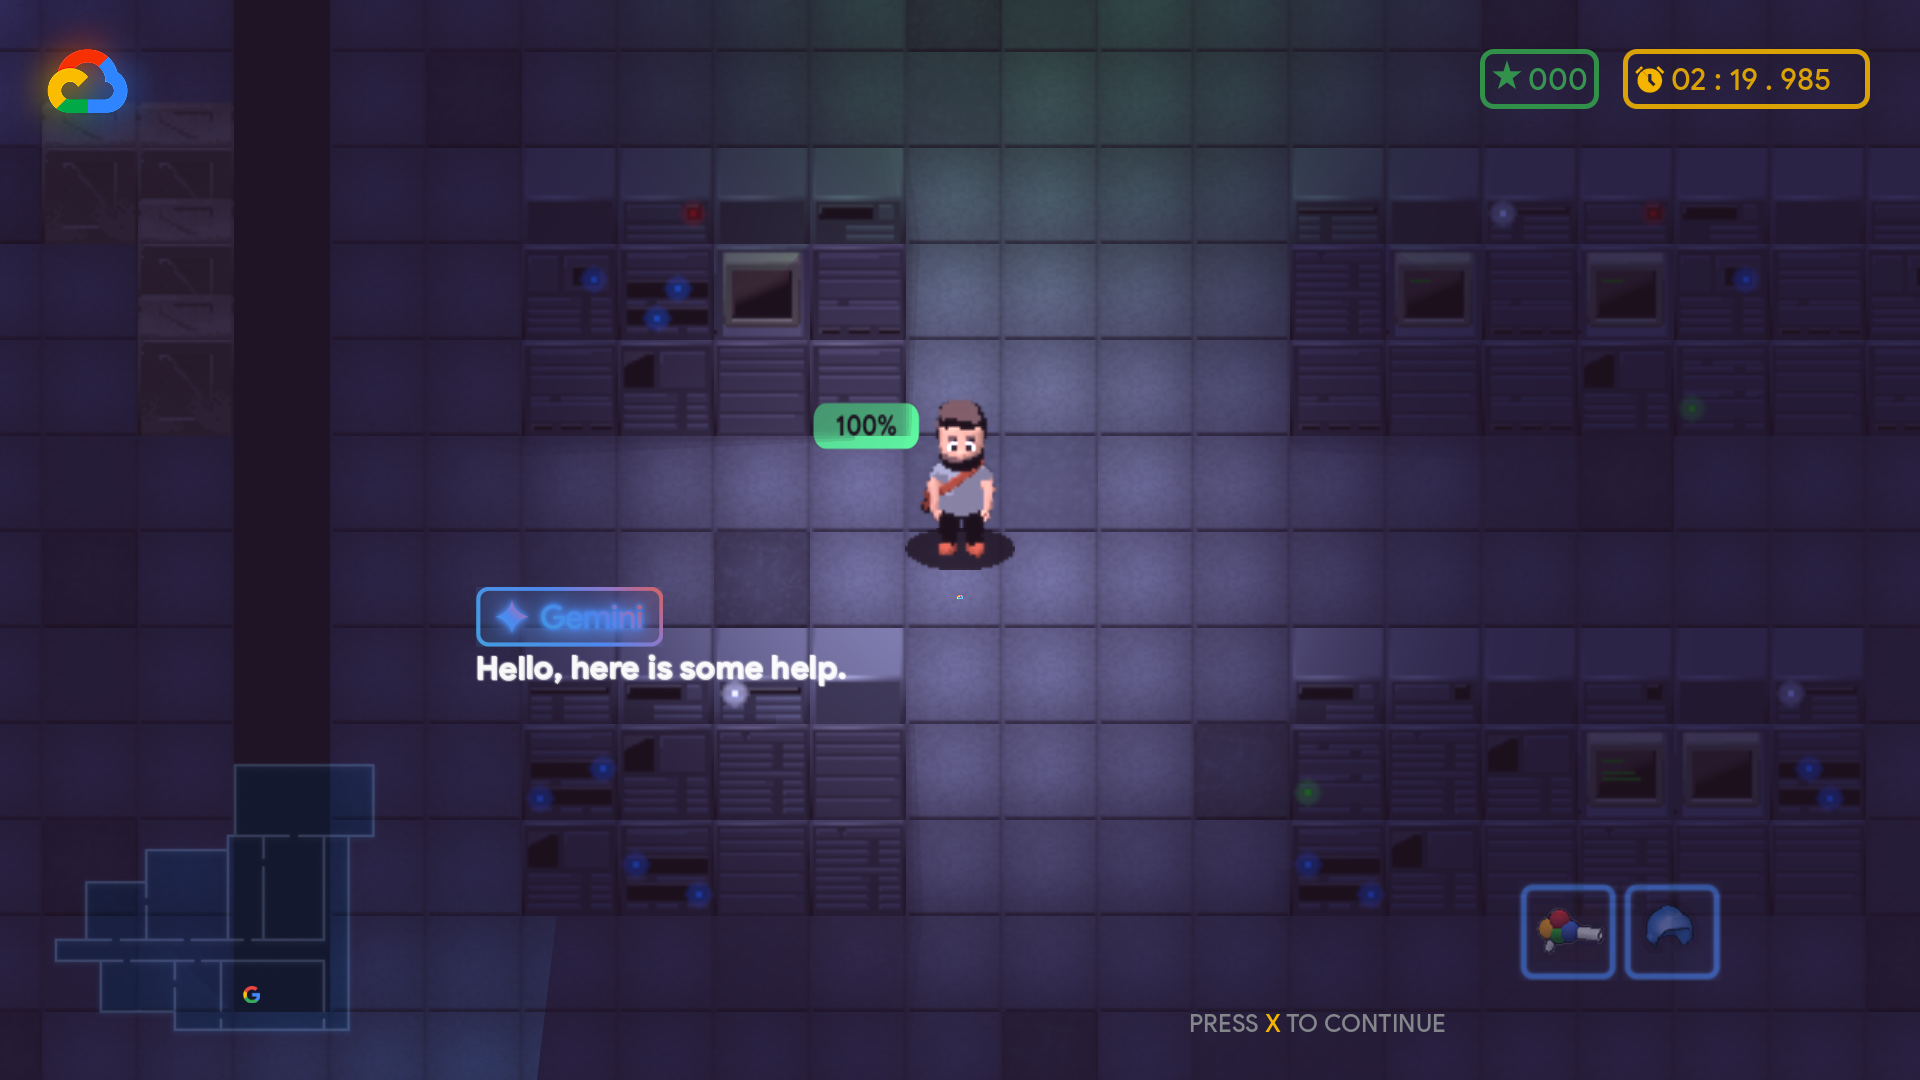 000
02 : 19 . 985
100%
Gemini
Hello, here is some help.
G
PRESS X TO CONTINUE